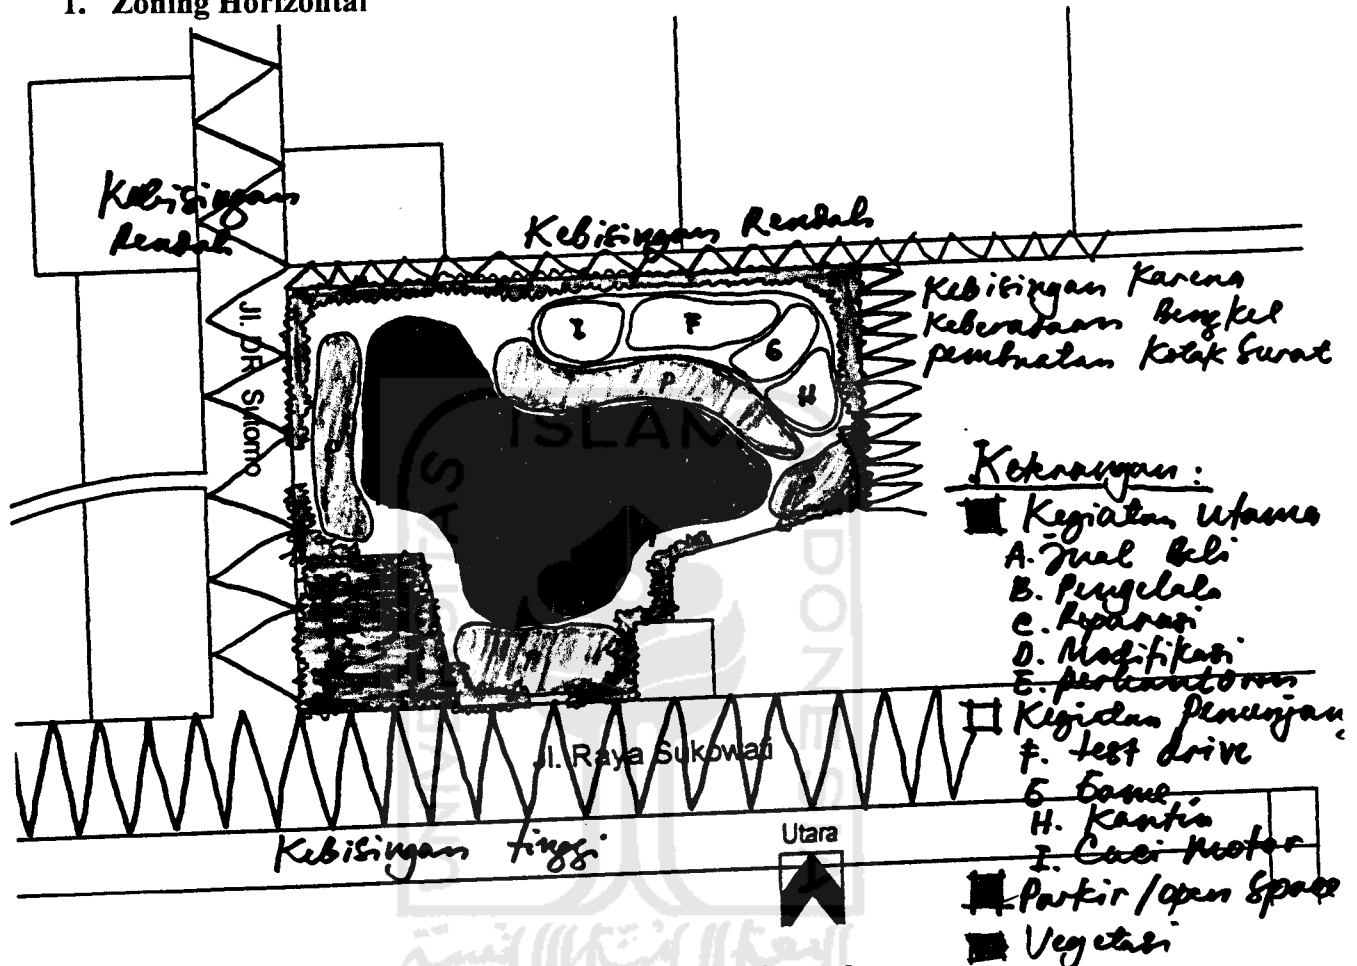 1. Zoning Horizontal
Kebisingan
Rendah
Kebisingan Rendah
Kebisingan Karena
Keberadaan Bengkel
pembuatan Kotak Surat
Jl. DR. Sutomo
I
F
G
H
P
ISLAM
Keterangan :
Kegiatan utama
A. Jual Beli
B. Pengelola
C. Reparasi
D. Modifikasi
E. perkantoran
Kegiatan Penunjang
F. test drive
G Game
H. Kantin
I. Cuci Motor
Parkir / open Space
Vegetasi
Jl. Raya Sukowati
Kebisingan tinggi
Utara